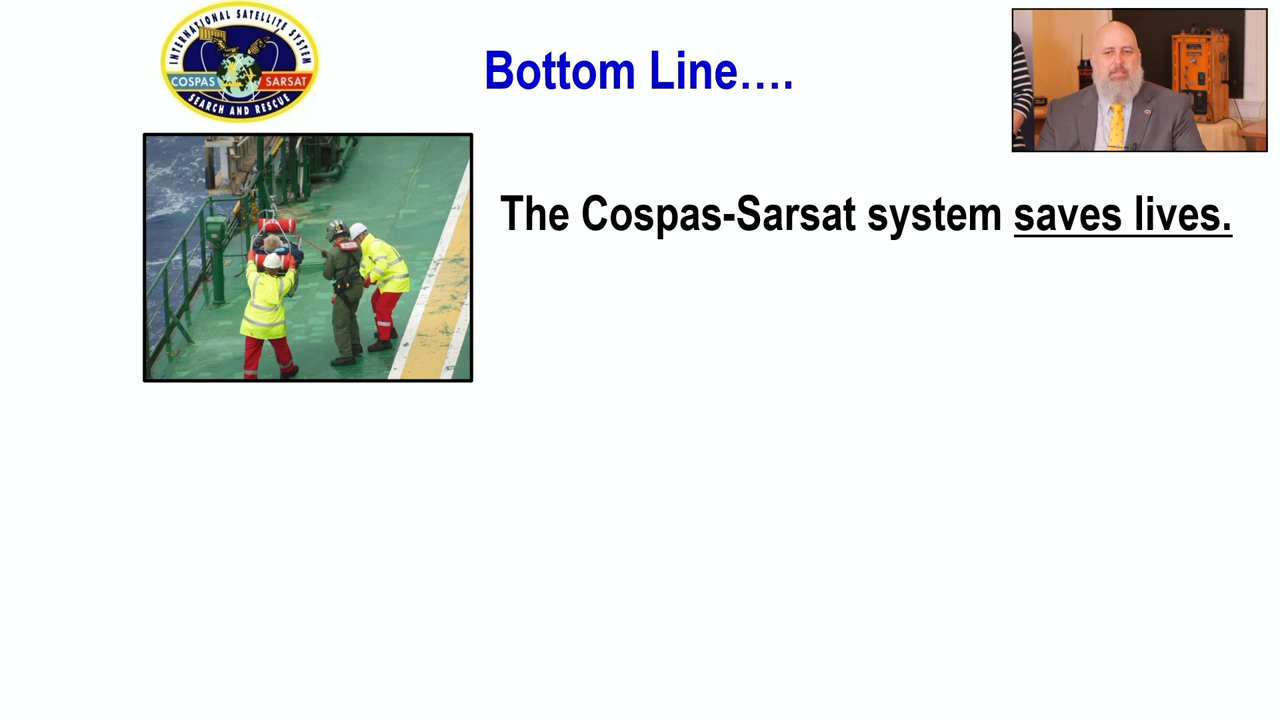 INTERNATIONAL SATELLITE SYSTEM
COSPAS SARSAT
SEARCH AND RESCUE
Bottom Line....
The Cospas-Sarsat system saves lives.